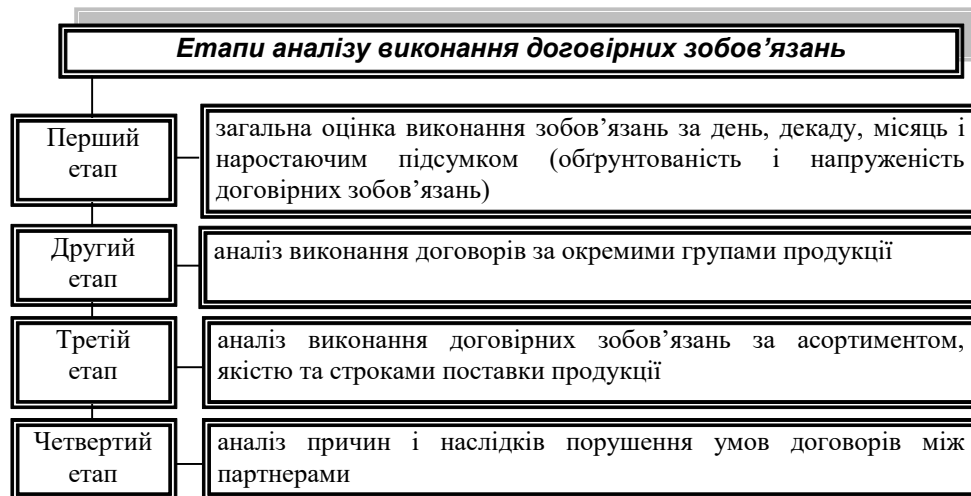 Етапи аналізу виконання договірних зобов’язань
Перший
етап
загальна оцінка виконання зобов’язань за день, декаду, місяць і
наростаючим підсумком (обґрунтованість і напруженість
договірних зобов’язань)
Другий
етап
аналіз виконання договорів за окремими групами продукції
Третій
етап
аналіз виконання договірних зобов’язань за асортиментом,
якістю та строками поставки продукції
Четвертий
етап
аналіз причин і наслідків порушення умов договорів між
партнерами